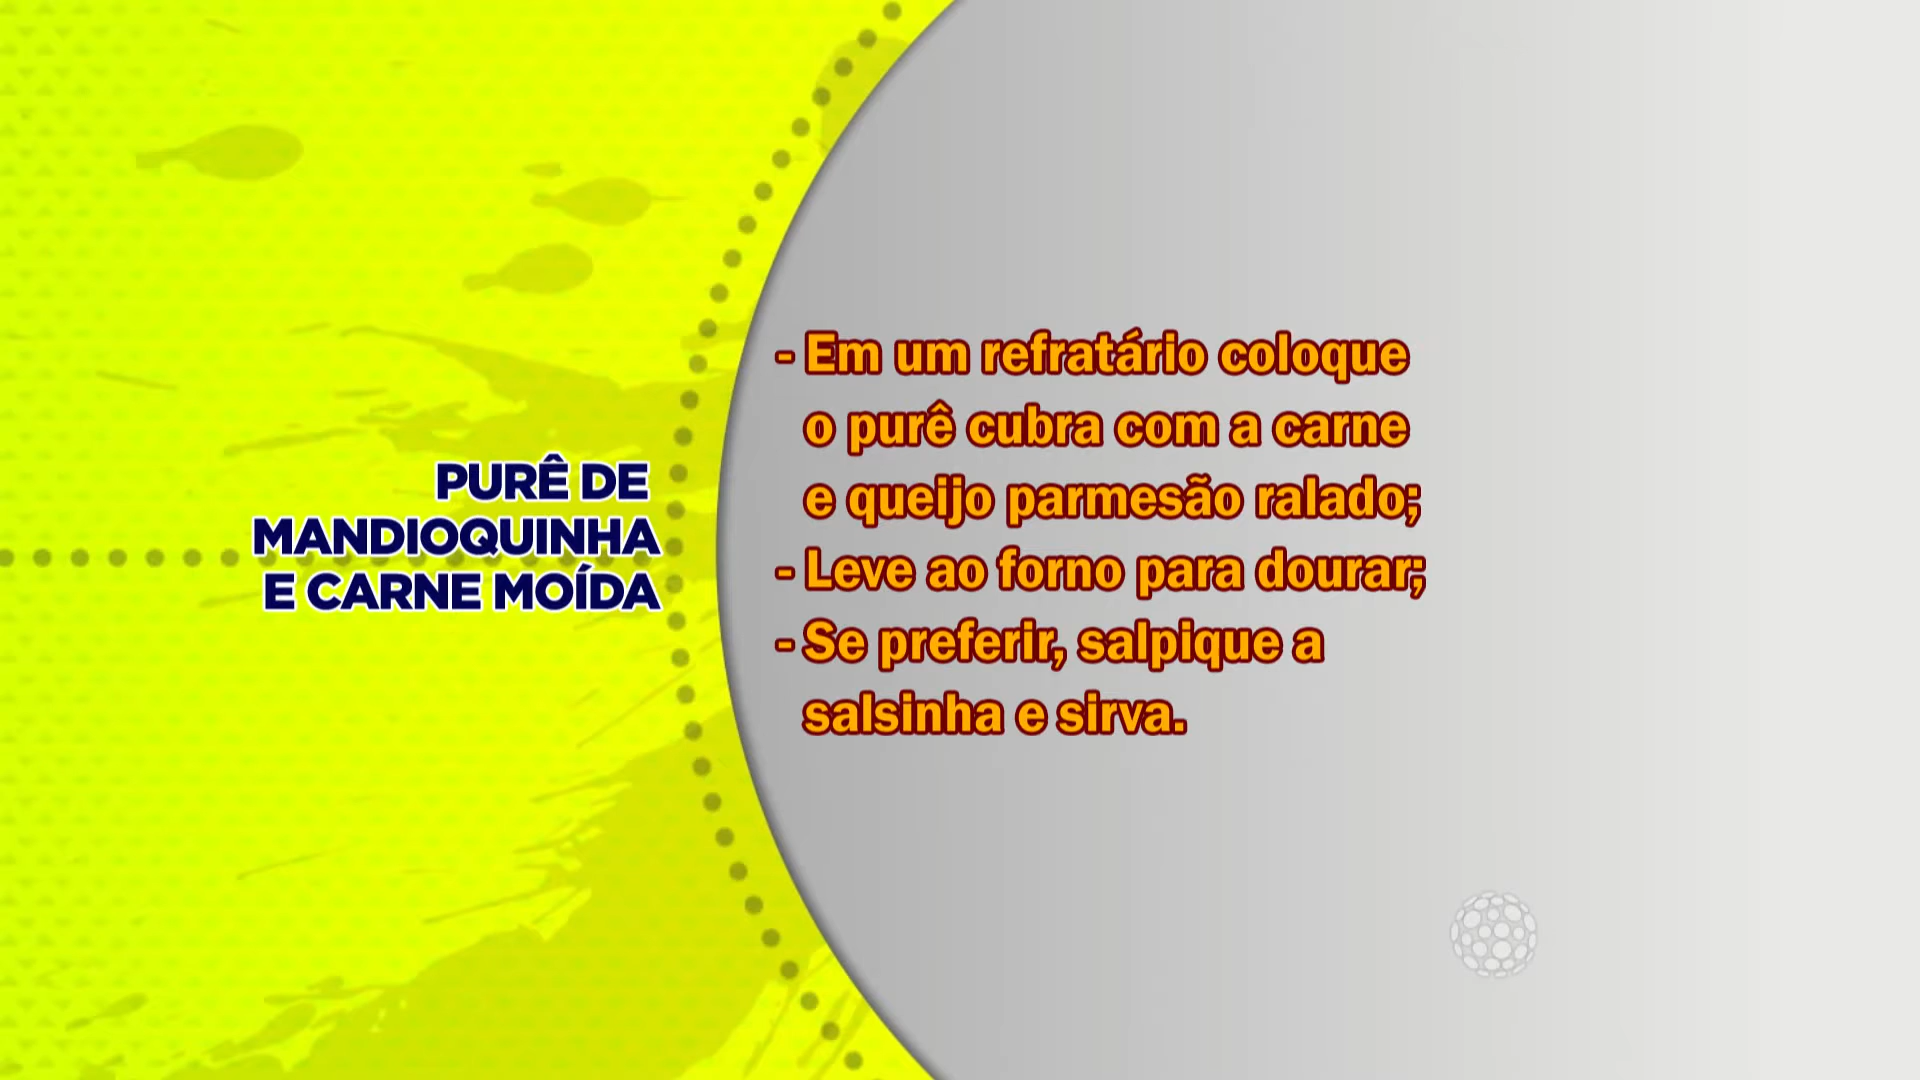 PURÊ DE
MANDIOQUINHA
E CARNE MOÍDA
- Em um refratário coloque
o purê cubra com a carne
e queijo parmesão ralado;
- Leve ao forno para dourar;
- Se preferir, salpique a
salsinha e sirva.